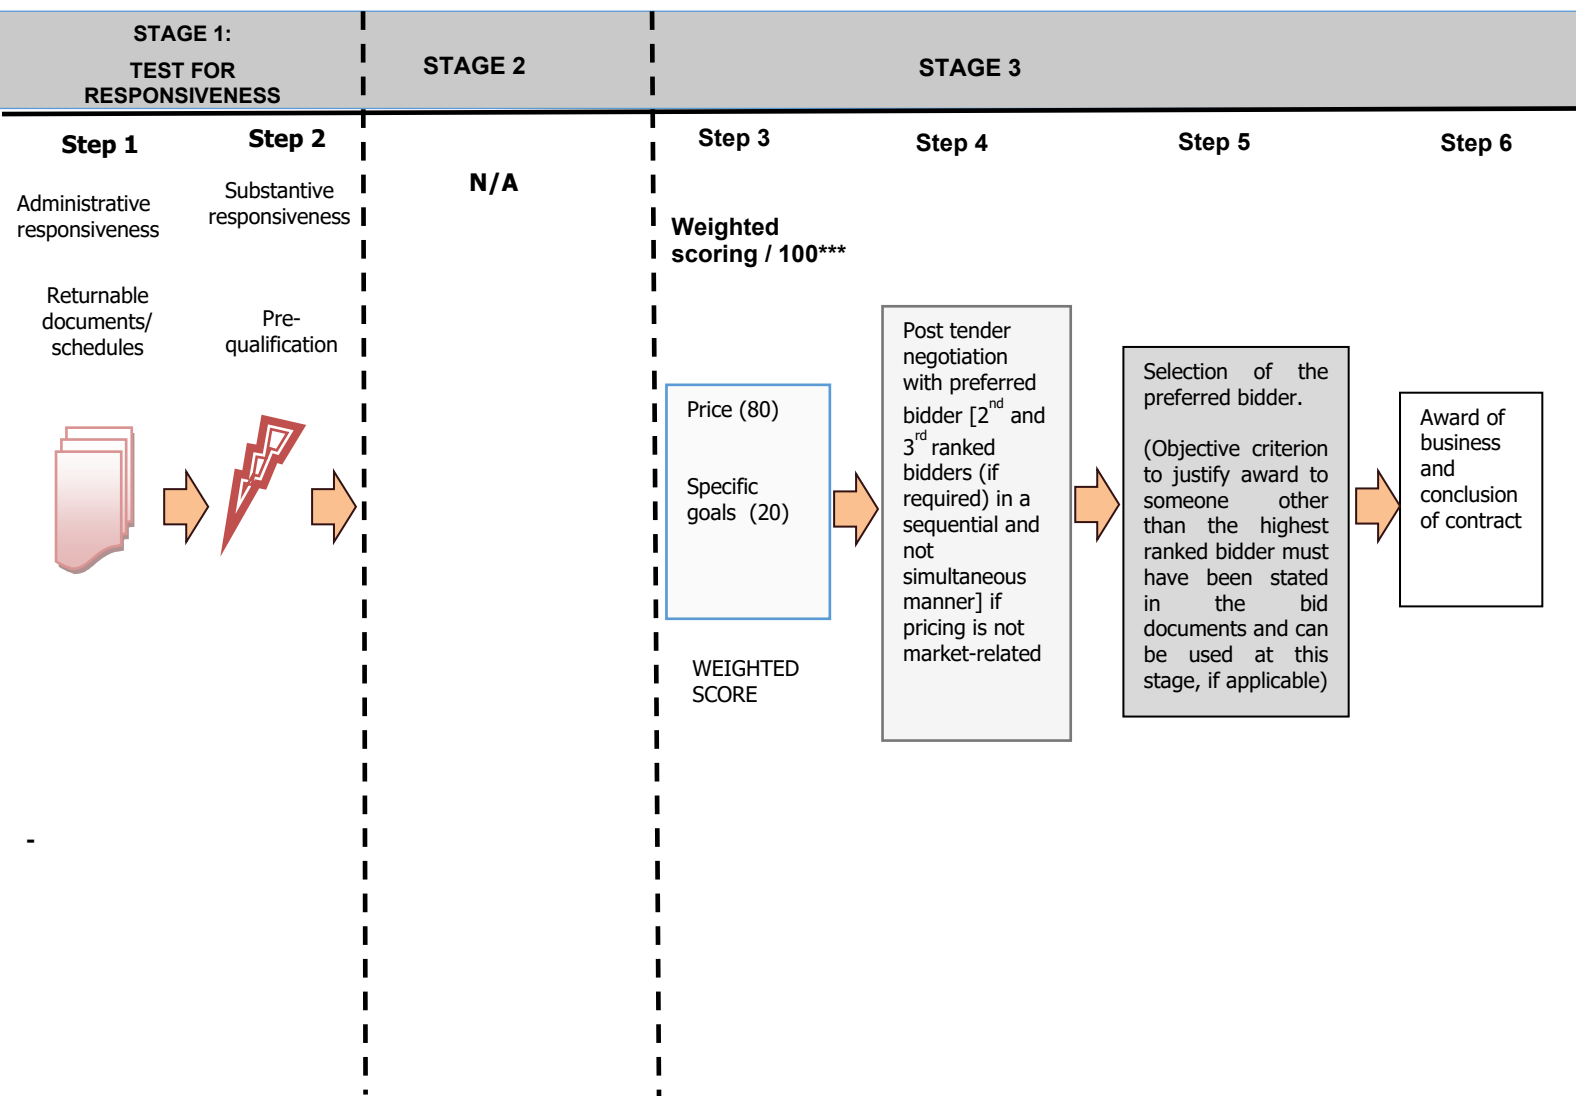 STAGE 1:
TEST FOR
RESPONSIVENESS
STAGE 2
STAGE 3
Step 1
Administrative
responsiveness
Returnable
documents/
schedules
Step 2
Substantive
responsiveness
Pre-
qualification
N/A
Step 3
Weighted
scoring / 100***
Price (80)
Specific
goals (20)
WEIGHTED
SCORE
Step 4
Post tender
negotiation
with preferred
bidder [2nd and
3rd ranked
bidders (if
required) in a
sequential and
not
simultaneous
manner] if
pricing is not
market-related
Step 5
Selection of the
preferred bidder.
(Objective criterion
to justify award to
someone other
than the highest
ranked bidder must
have been stated
in the bid
documents and can
be used at this
stage, if applicable)
Step 6
Award of
business
and
conclusion
of contract
-